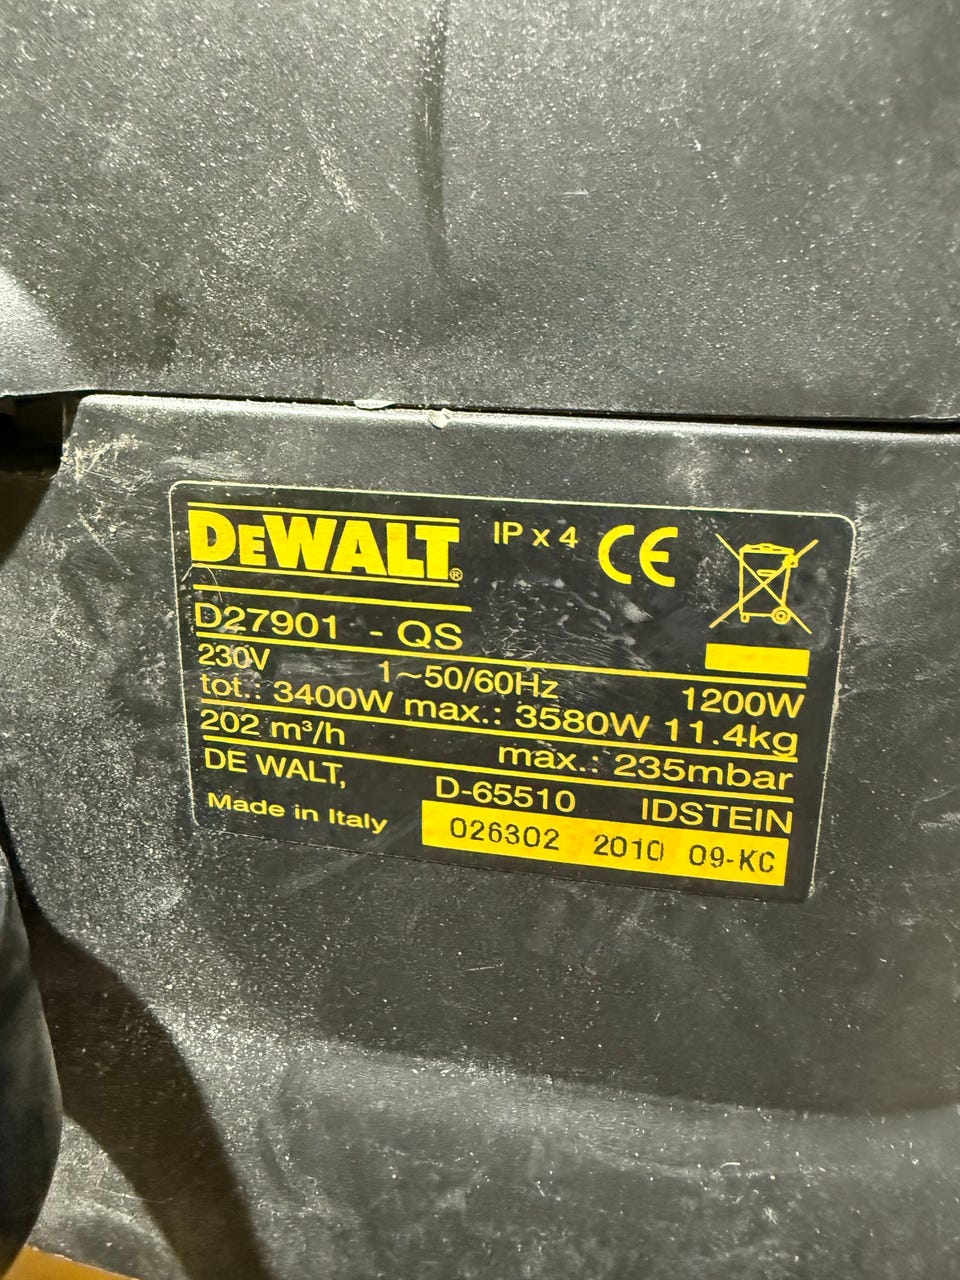 DEWALT® IP x 4 CE
D27901 - QS
230V 1~50/60Hz 1200W
tot.: 3400W max.: 3580W 11.4kg
202 m³/h max.: 235mbar
DE WALT, D-65510 IDSTEIN
Made in Italy 026302 2010 09-KC